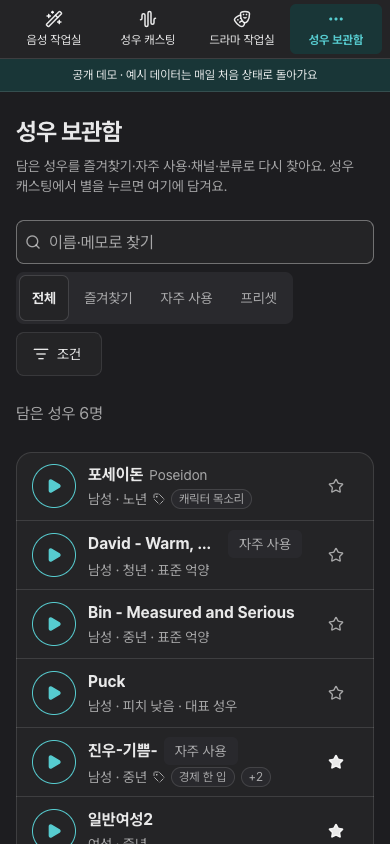 음성 작업실
성우 캐스팅
드라마 작업실
성우 보관함
공개 데모 · 예시 데이터는 매일 처음 상태로 돌아가요
성우 보관함
담은 성우를 즐겨찾기·자주 사용·채널·분류로 다시 찾아요. 성우
캐스팅에서 별을 누르면 여기에 담겨요.
이름·메모로 찾기
전체
즐겨찾기
자주 사용
프리셋
조건
담은 성우 6명
포세이돈 Poseidon
남성 · 노년 캐릭터 목소리
David - Warm, ... 자주 사용
남성 · 청년 · 표준 억양
Bin - Measured and Serious
남성 · 중년 · 표준 억양
Puck
남성 · 피치 낮음 · 대표 성우
진우-기쁨- 자주 사용
남성 · 중년 경제 한 입 +2
일반여성2
여성 · 중년